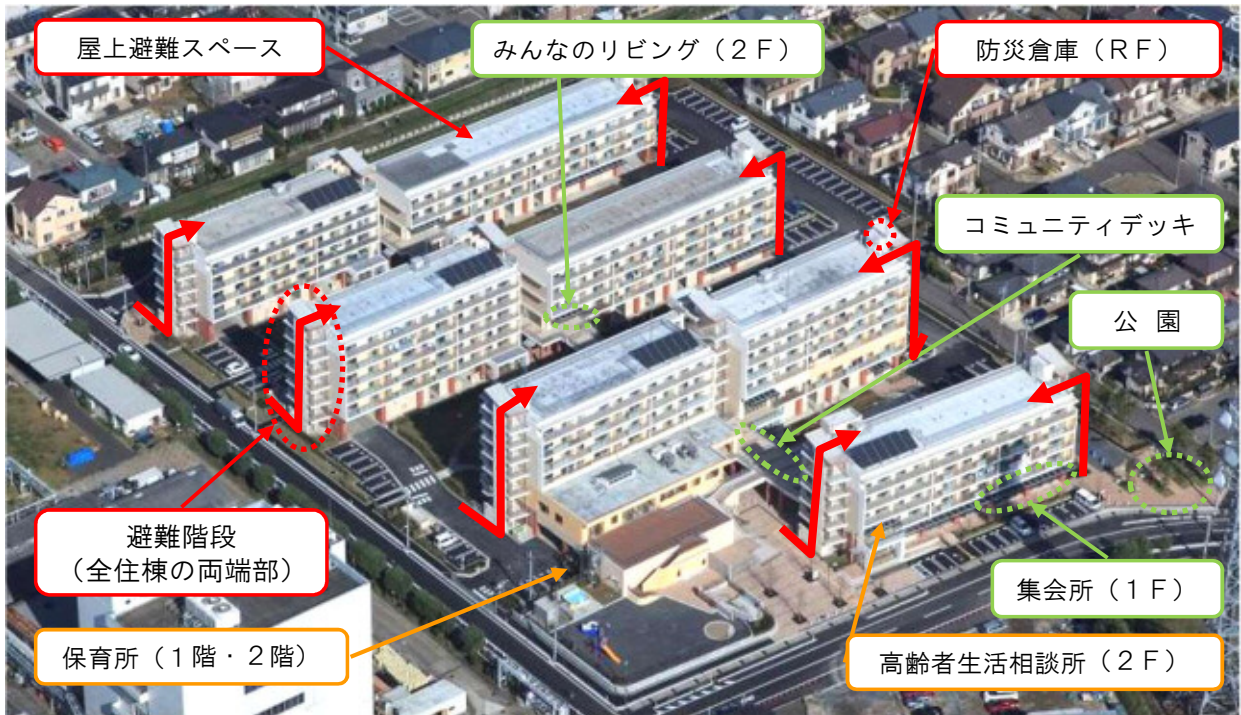 屋上避難スペース
みんなのリビング（２Ｆ）
防災倉庫（ＲＦ）
コミュニティデッキ
公 園
避難階段
（全住棟の両端部）
集会所（１Ｆ）
保育所（１階・２階）
高齢者生活相談所（２Ｆ）